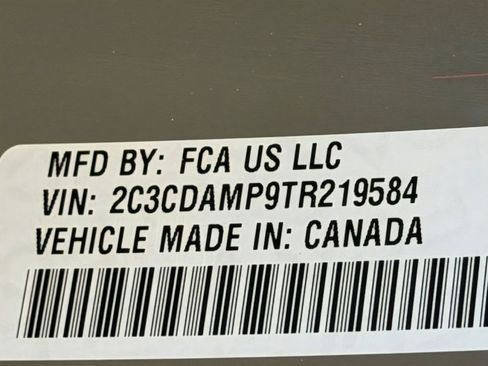 MFD BY: FCA US LLC
VIN: 2C3CDAMP9TR219584
VEHICLE MADE IN: CANADA